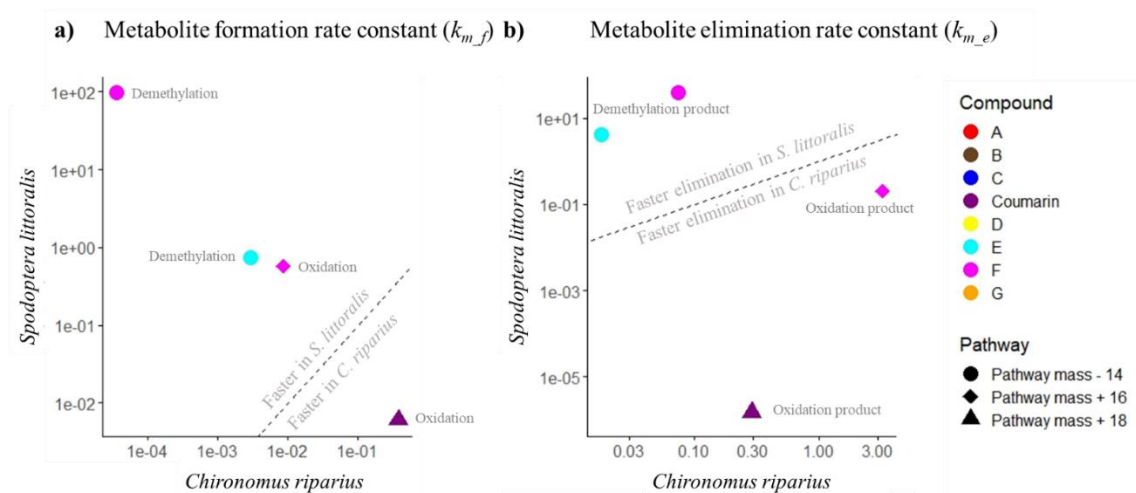 a) Metabolite formation rate constant (k_{m_f})
b) Metabolite elimination rate constant (k_{m_e})
Spodoptera littoralis
1e+02
1e+00
1e-01
1e-02
Demethylation
Demethylation
Oxidation
Faster in S. littoralis
Faster in C. riparius
Oxidation
1e-04
1e-03
1e-02
1e-01
Chironomus riparius
Spodoptera littoralis
1e+01
1e-01
1e-03
1e-05
Demethylation product
Faster elimination in S. littoralis
Faster elimination in C. riparius
Oxidation product
Oxidation product
0.03
0.10
0.30
1.00
3.00
Chironomus riparius
Compound
A
B
C
Coumarin
D
E
F
G
Pathway
Pathway mass - 14
Pathway mass + 16
Pathway mass + 18